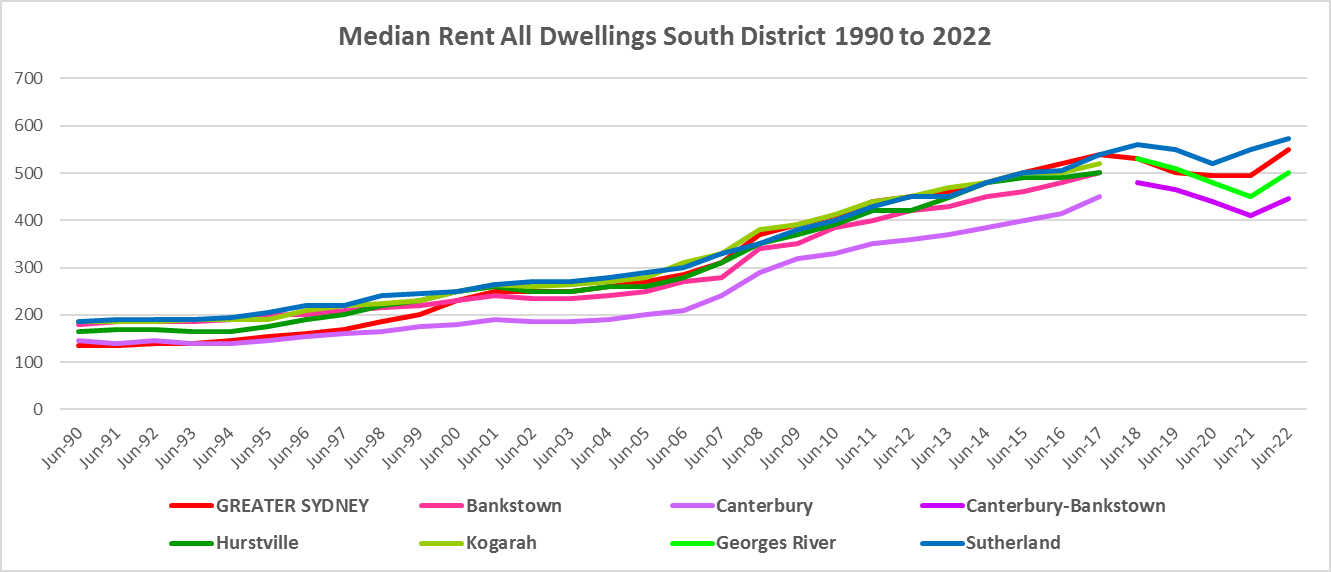 Median Rent All Dwellings South District 1990 to 2022
700
600
500
400
300
200
100
0
Jun-90 Jun-91 Jun-92 Jun-93 Jun-94 Jun-95 Jun-96 Jun-97 Jun-98 Jun-99 Jun-00 Jun-01 Jun-02 Jun-03 Jun-04 Jun-05 Jun-06 Jun-07 Jun-08 Jun-09 Jun-10 Jun-11 Jun-12 Jun-13 Jun-14 Jun-15 Jun-16 Jun-17 Jun-18 Jun-19 Jun-20 Jun-21 Jun-22
GREATER SYDNEY Bankstown Canterbury Canterbury-Bankstown
Hurstville Kogarah Georges River Sutherland